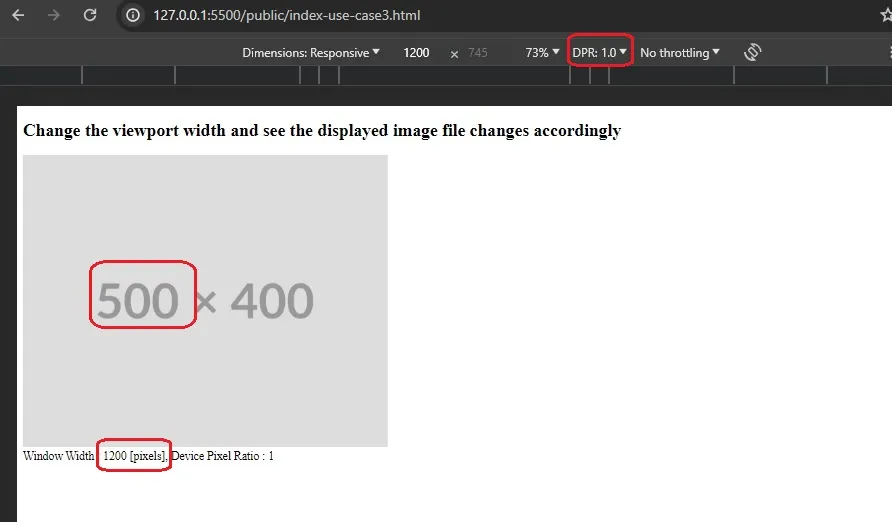 127.0.0.1:5500/public/index-use-case3.html
Dimensions: Responsive 1200 × 745 73% DPR: 1.0 No throttling
Change the viewport width and see the displayed image file changes accordingly
500 × 400
Window Width : 1200 [pixels], Device Pixel Ratio : 1